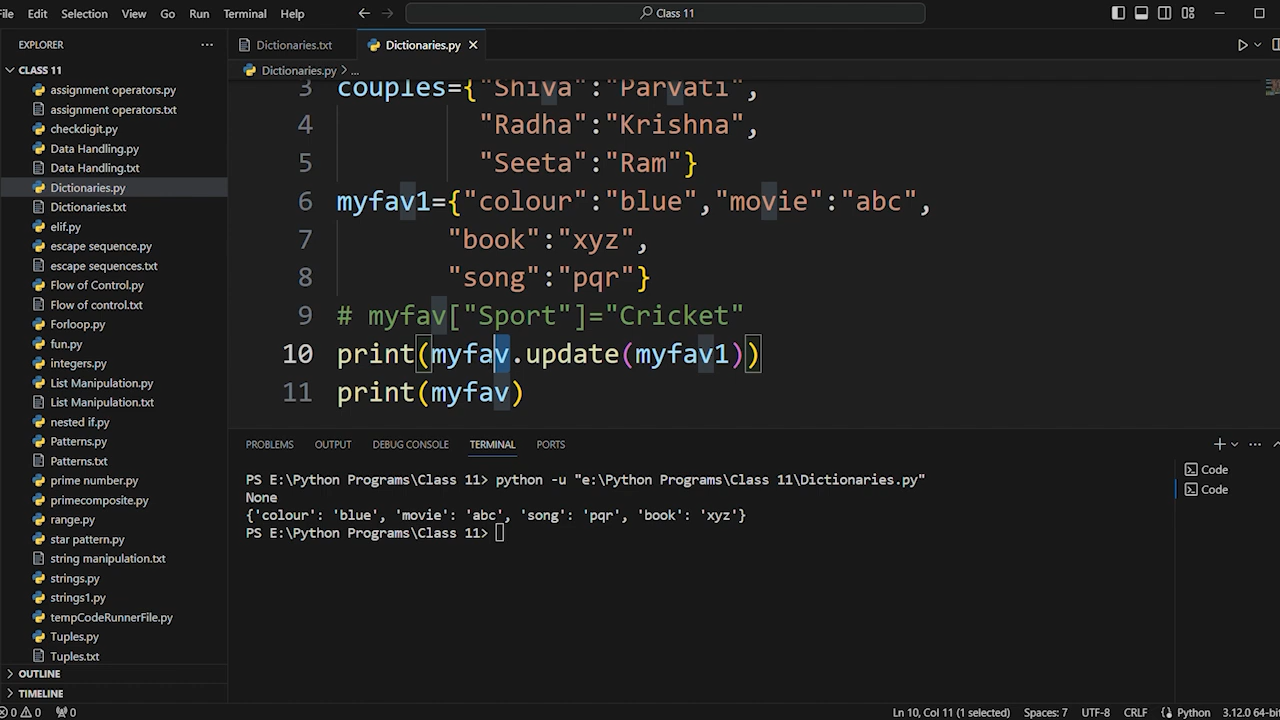 File Edit Selection View Go Run Terminal Help
Class 11
EXPLORER
CLASS 11
assignment operators.py
assignment operators.txt
checkdigit.py
Data Handling.py
Data Handling.txt
Dictionaries.py
Dictionaries.txt
elif.py
escape sequence.py
escape sequences.txt
Flow of Control.py
Flow of control.txt
Forloop.py
fun.py
integers.py
List Manipulation.py
List Manipulation.txt
nested if.py
Patterns.py
Patterns.txt
prime number.py
primecomposite.py
range.py
star pattern.py
string manipulation.txt
strings.py
strings1.py
tempCodeRunnerFile.py
Tuples.py
Tuples.txt
OUTLINE
TIMELINE
Dictionaries.txt Dictionaries.py
Dictionaries.py > ...
3 couples={"Shiva":"Parvati",
4 "Radha":"Krishna",
5 "Seeta":"Ram"}
6 myfav1={"colour":"blue","movie":"abc",
7 "book":"xyz",
8 "song":"pqr"}
9 # myfav["Sport"]="Cricket"
10 print(myfav.update(myfav1))
11 print(myfav)
PROBLEMS OUTPUT DEBUG CONSOLE TERMINAL PORTS
PS E:\Python Programs\Class 11> python -u "e:\Python Programs\Class 11\Dictionaries.py"
None
{'colour': 'blue', 'movie': 'abc', 'song': 'pqr', 'book': 'xyz'}
PS E:\Python Programs\Class 11>
Code
Code
0 0 0 Ln 10, Col 11 (1 selected) Spaces: 7 UTF-8 CRLF Python 3.12.0 64-bit